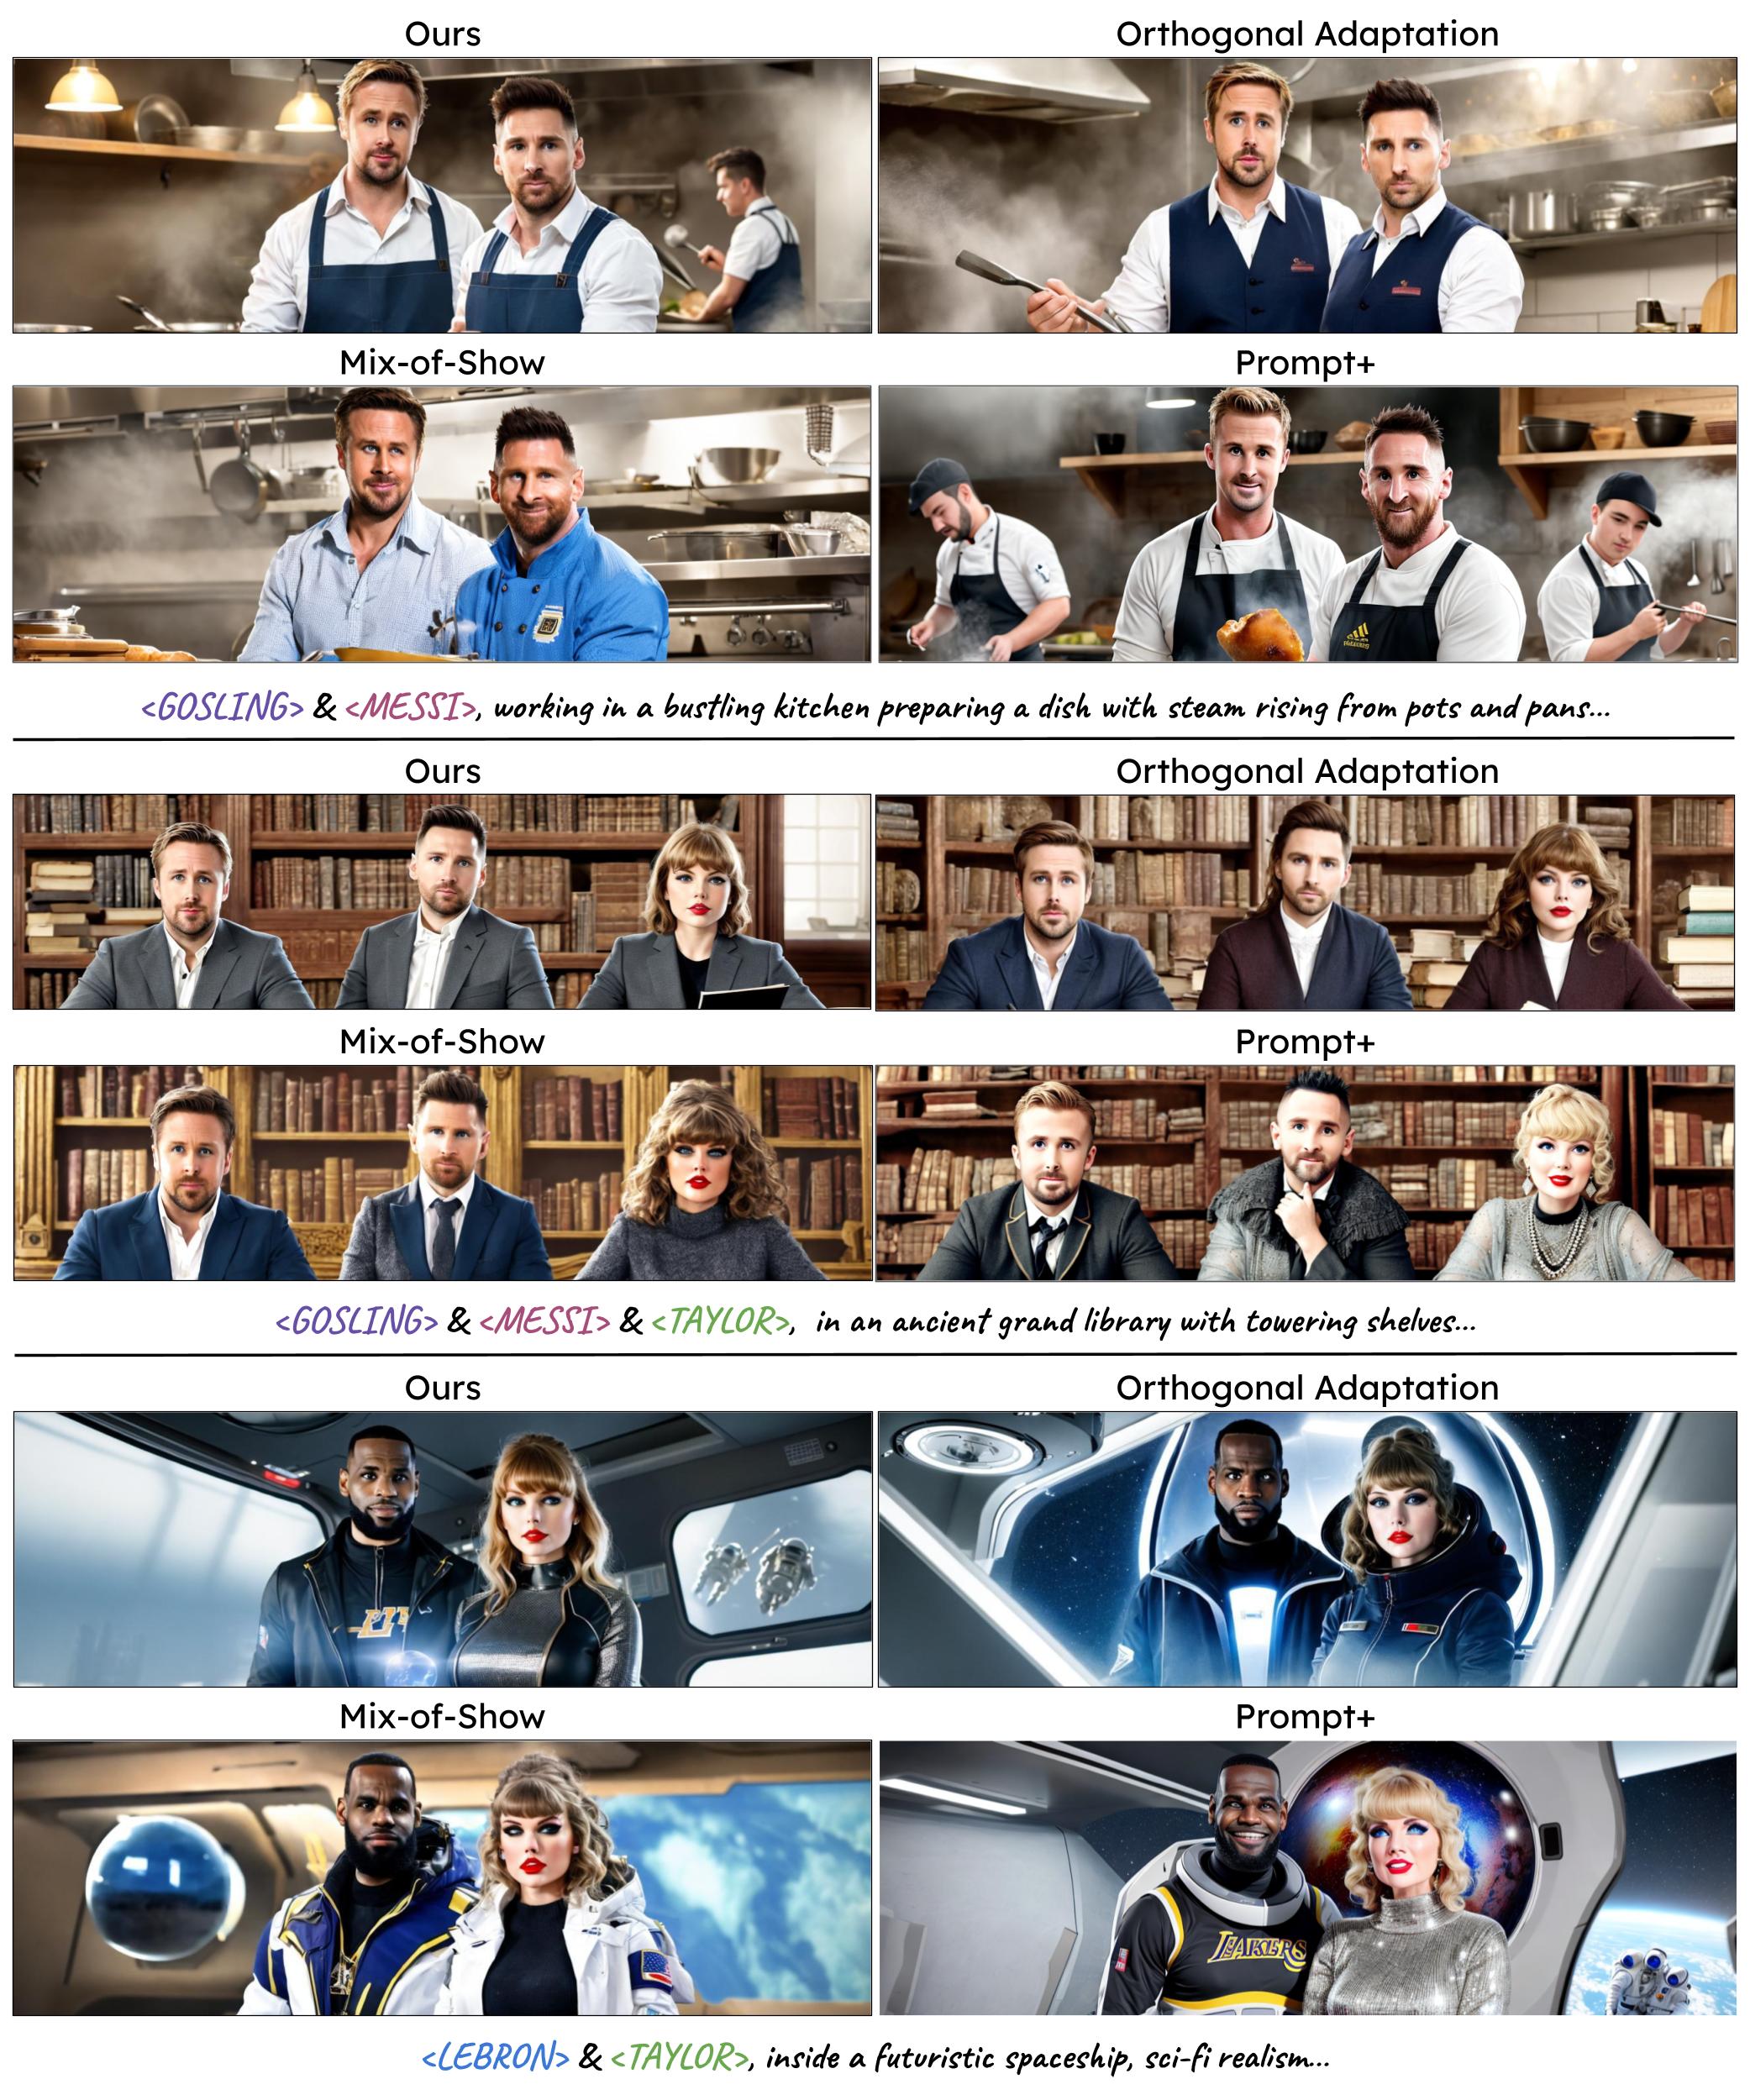 Ours
Orthogonal Adaptation
Mix-of-Show
Prompt+
<GOSLING> & <MESSI>, working in a bustling kitchen preparing a dish with steam rising from pots and pans...
Ours
Orthogonal Adaptation
Mix-of-Show
Prompt+
<GOSLING> & <MESSI> & <TAYLOR>, in an ancient grand library with towering shelves...
Ours
Orthogonal Adaptation
Mix-of-Show
Prompt+
LAKERS
<LEBRON> & <TAYLOR>, inside a futuristic spaceship, sci-fi realism...